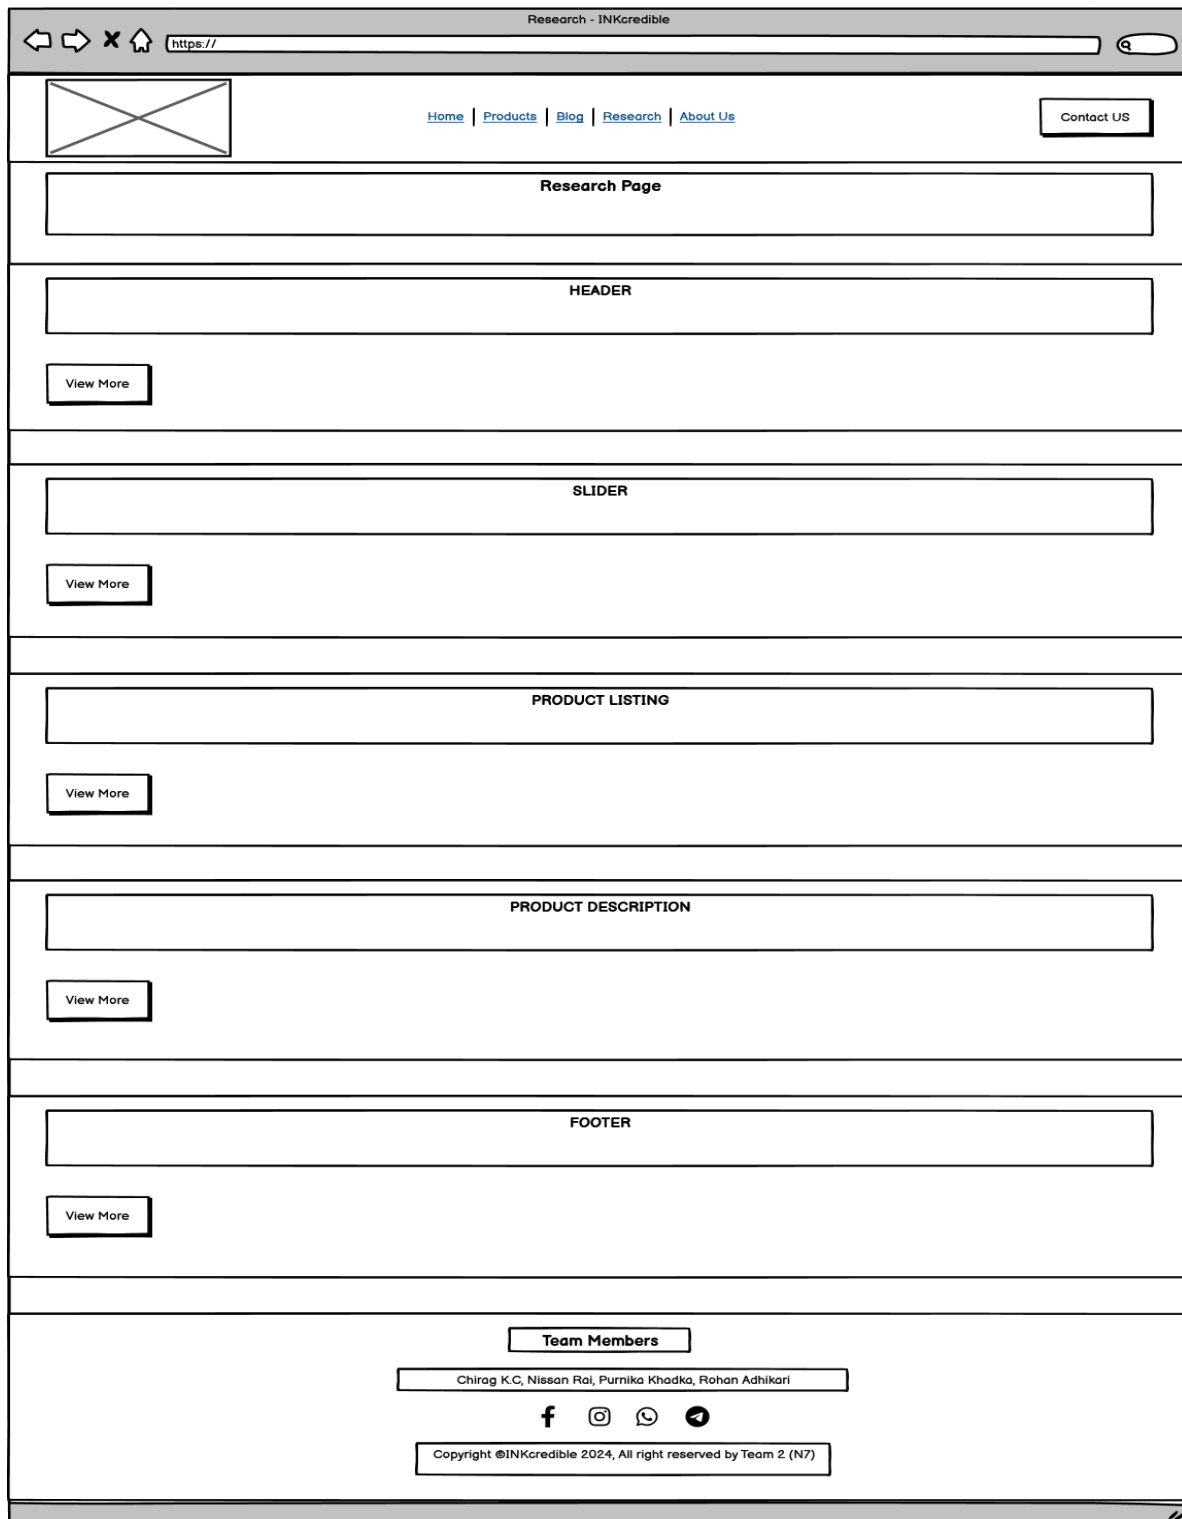 Research - INKcredible
https://
Home | Products | Blog | Research | About Us
Contact US
Research Page
HEADER
View More
SLIDER
View More
PRODUCT LISTING
View More
PRODUCT DESCRIPTION
View More
FOOTER
View More
Team Members
Chirag K.C, Nissan Rai, Purnika Khadka, Rohan Adhikari
Copyright ©INKcredible 2024, All right reserved by Team 2 (N7)